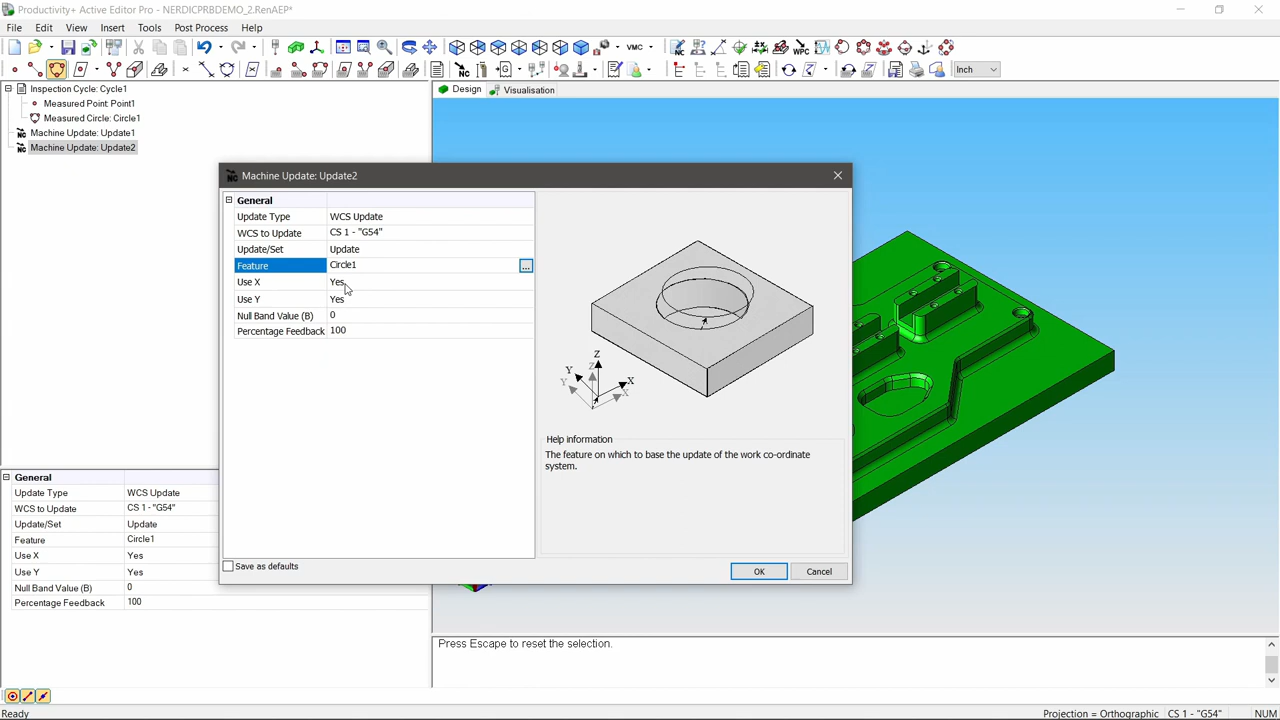 Productivity+ Active Editor Pro - NERDICPRBDEMO_2.RenAEP*
File Edit View Insert Tools Post Process Help
VMC
WPC
NC G Inch
Inspection Cycle: Cycle1
Measured Point: Point1
Measured Circle: Circle1
NC Machine Update: Update1
NC Machine Update: Update2
Design Visualisation
NC Machine Update: Update2
General
Update Type WCS Update
WCS to Update CS 1 - "G54"
Update/Set Update
Feature Circle1 ...
Use X Yes
Use Y Yes
Null Band Value (B) 0
Percentage Feedback 100
Z
Z
Y
Y
X
X
Help information
The feature on which to base the update of the work co-ordinate
system.
Save as defaults
OK Cancel
General
Update Type WCS Update
WCS to Update CS 1 - "G54"
Update/Set Update
Feature Circle1
Use X Yes
Use Y Yes
Null Band Value (B) 0
Percentage Feedback 100
Press Escape to reset the selection.
Ready Projection = Orthographic CS 1 - "G54" NUM